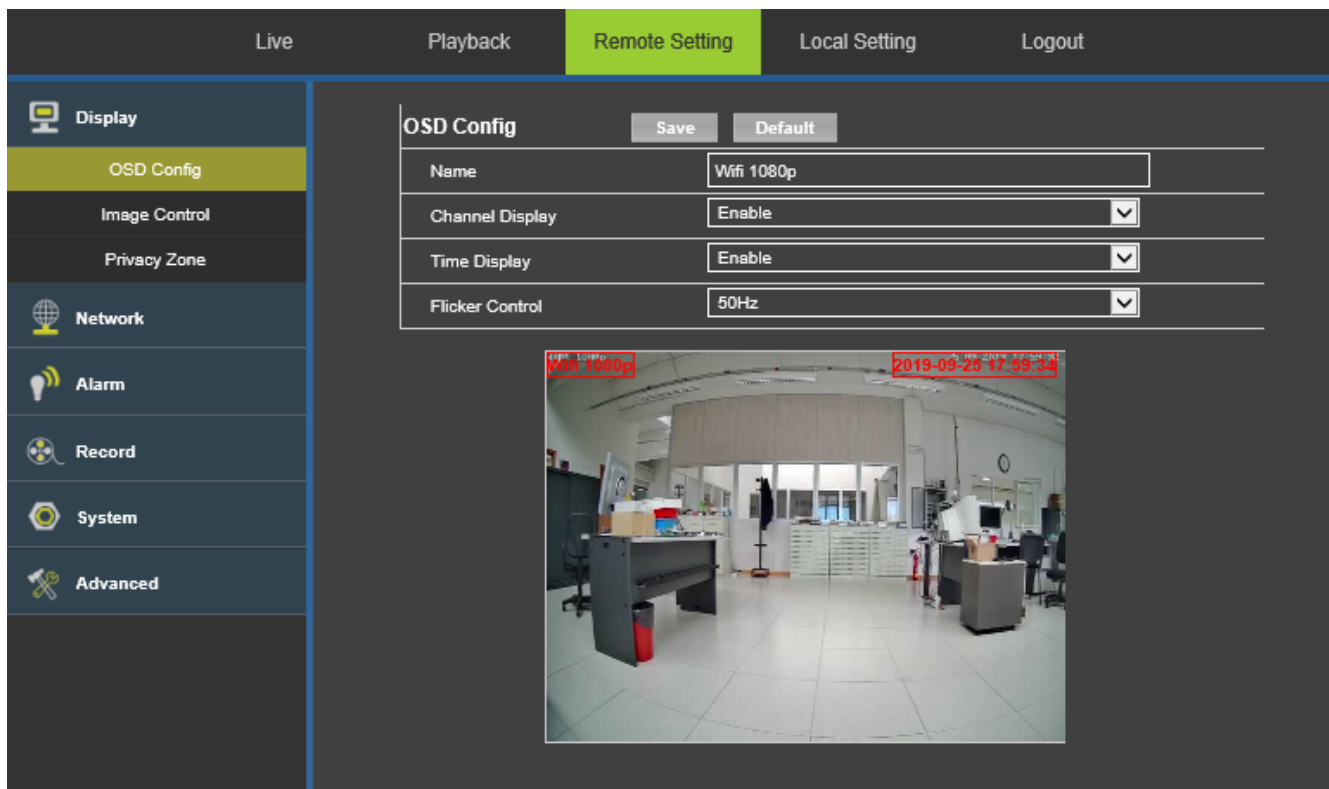 Live Playback Remote Setting Local Setting Logout
Display
OSD Config
Image Control
Privacy Zone
Network
Alarm
Record
System
Advanced
OSD Config Save Default
Name Wifi 1080p
Channel Display Enable
Time Display Enable
Flicker Control 50Hz
Wifi 1080p 2019-09-25 17:59:34